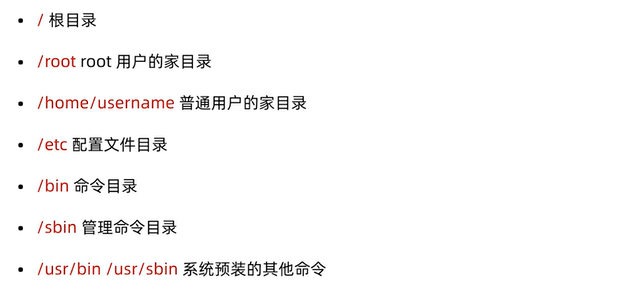 • / 根目录
• /root root 用户的家目录
• /home/username 普通用户的家目录
• /etc 配置文件目录
• /bin 命令目录
• /sbin 管理命令目录
• /usr/bin /usr/sbin 系统预装的其他命令